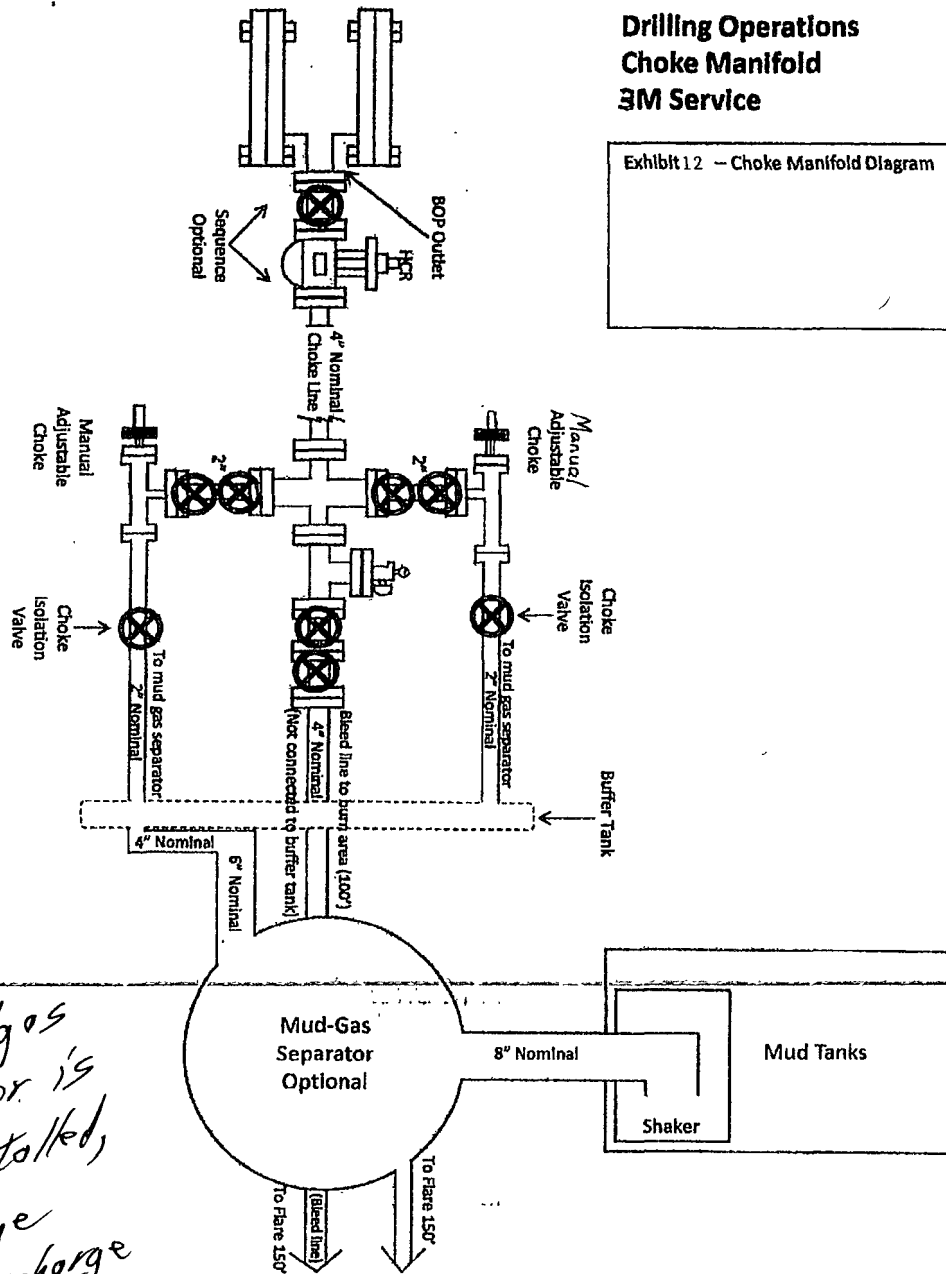 Drilling Operations
Choke Manifold
3M Service
Exhibit 12 – Choke Manifold Diagram
BOP Outlet
HCR
Sequence
Optional
4" Nominal
Choke Line
Manual
Adjustable
Choke
2"
2"
Manual
Adjustable
Choke
Choke
Isolation
Valve
Choke
Isolation
Valve
To mud gas separator
2" Nominal
To mud gas separator
2" Nominal
Bleed line to burn area (100')
4" Nominal
(Not connected to buffer tank)
Buffer Tank
4" Nominal
6" Nominal
Mud-Gas
Separator
Optional
8" Nominal
Mud Tanks
Shaker
To Flare 150'
(Bleed line)
To Flare 150'
is